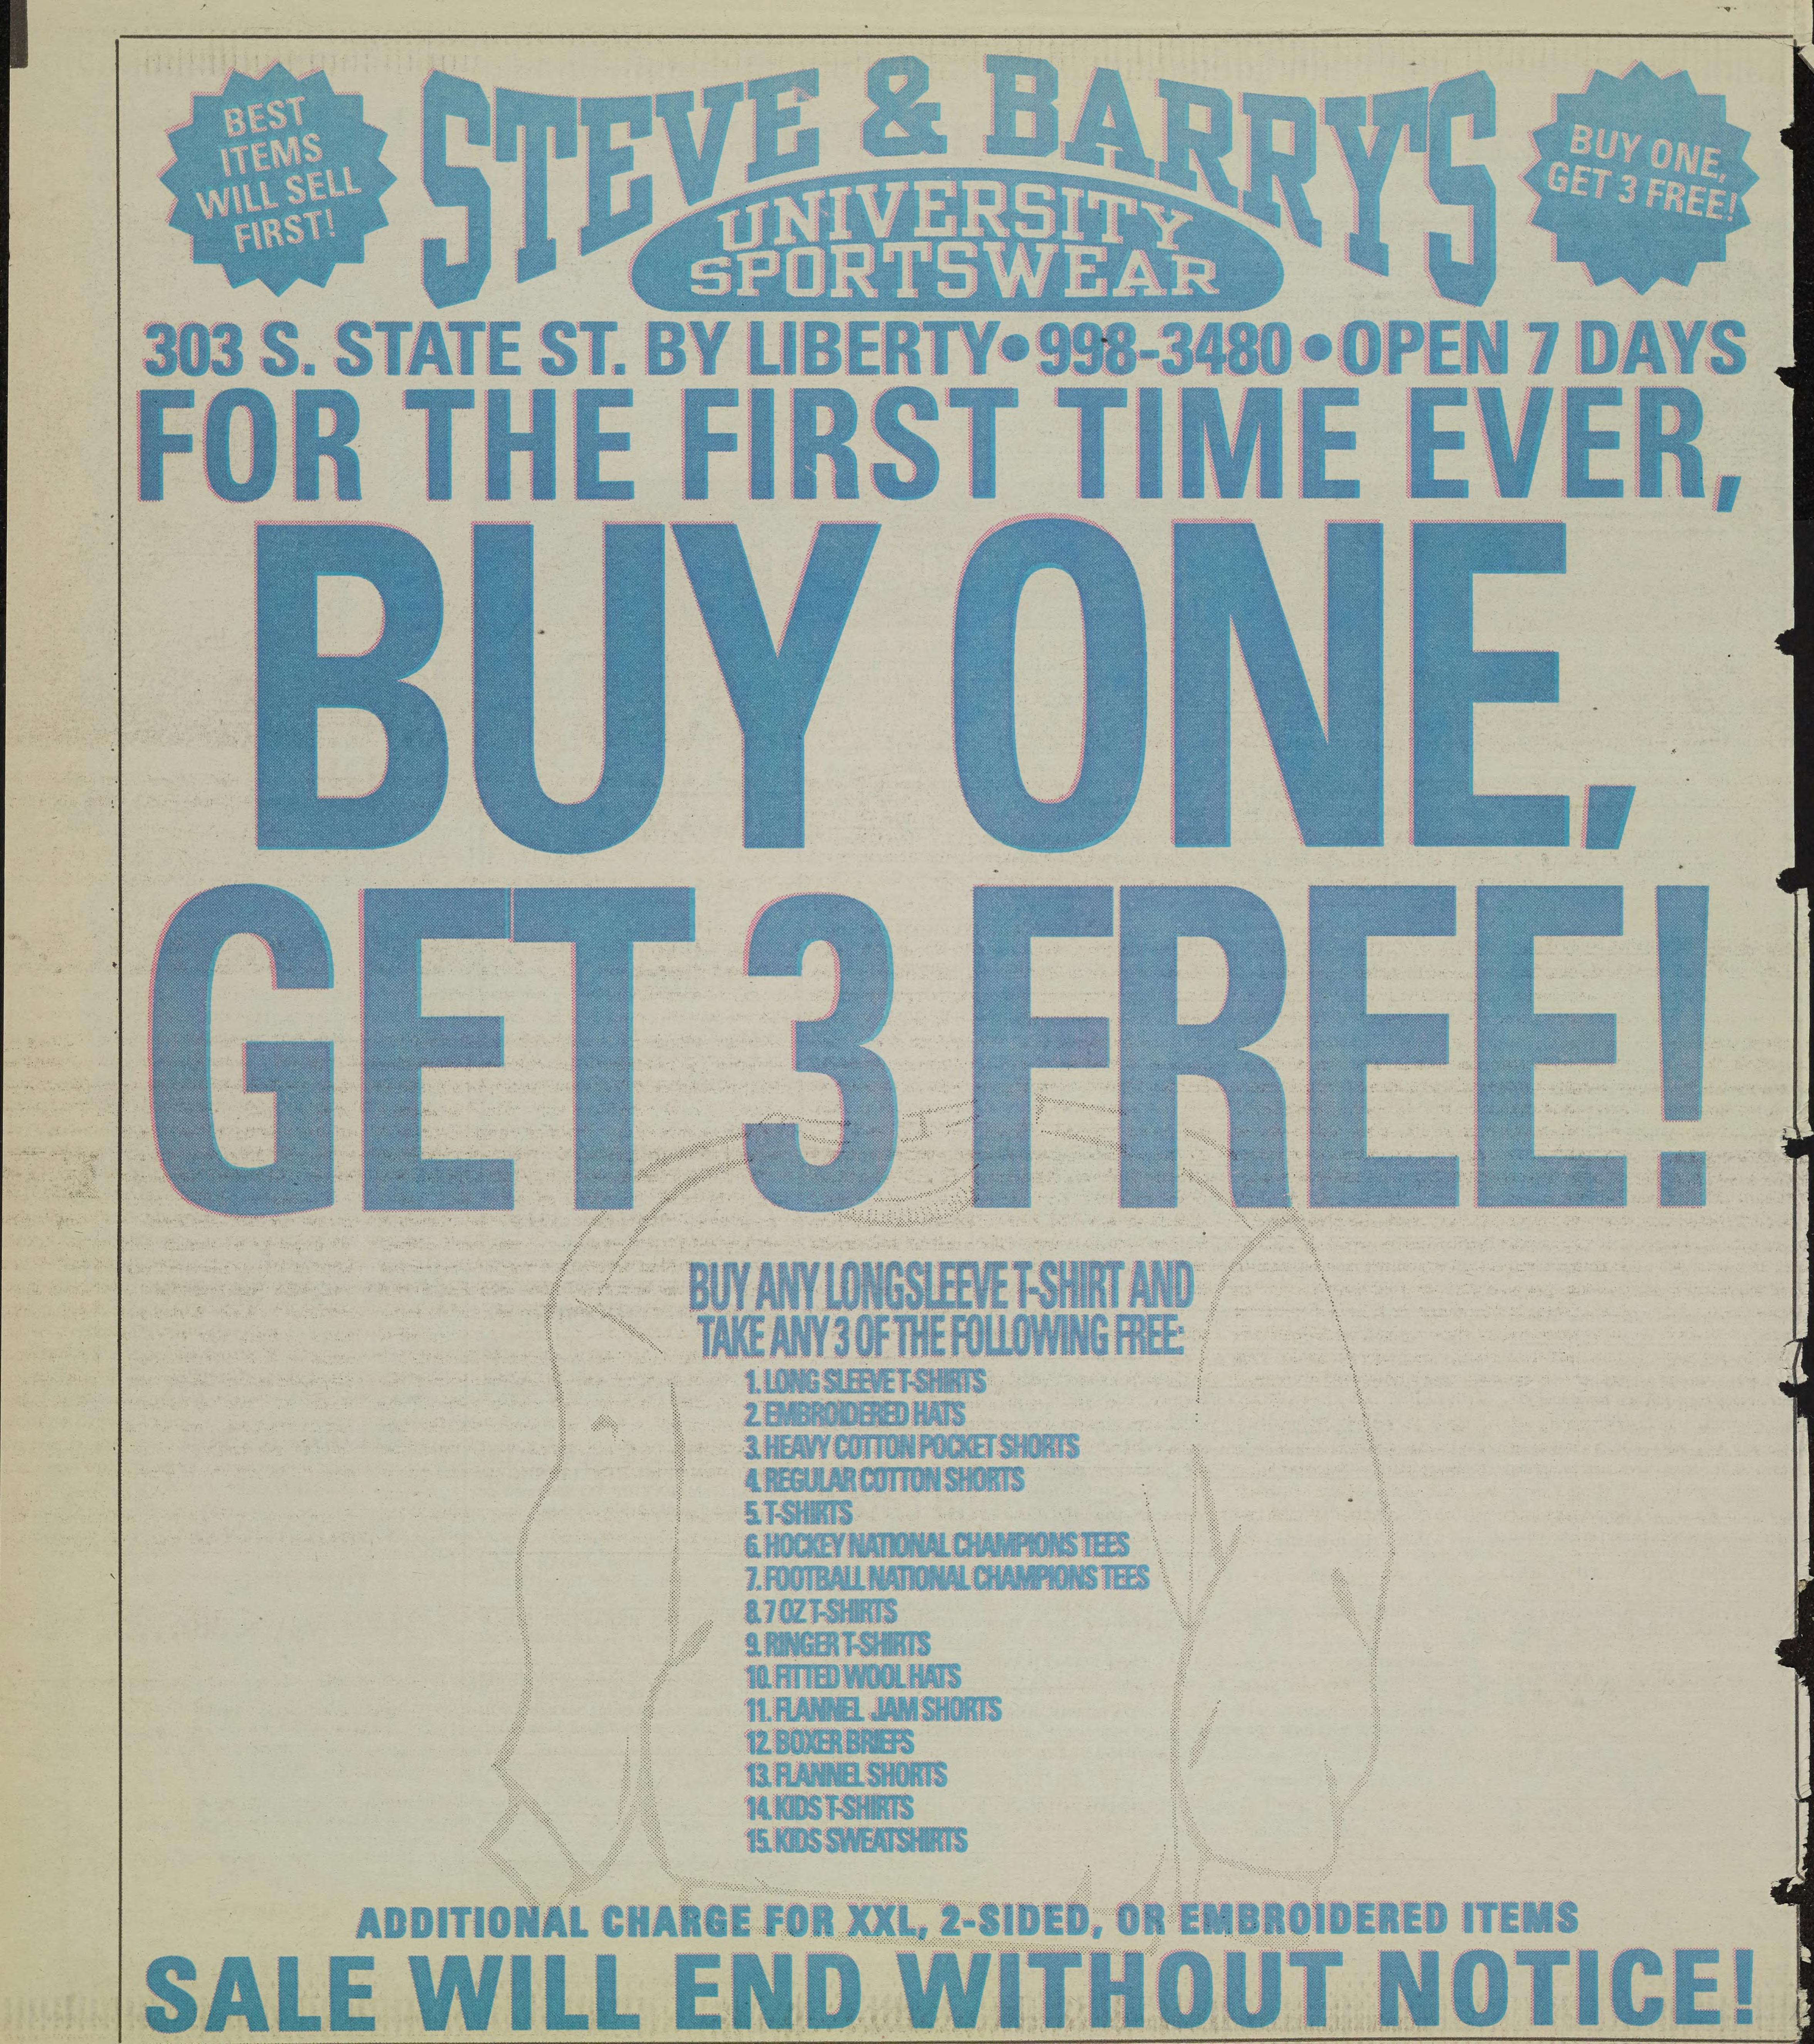 BEST
ITEMS
WILL SELL
FIRST!
STEVE & BARRY'S
UNIVERSITY
SPORTSWEAR
BUY ONE,
GET 3 FREE!
303 S. STATE ST. BY LIBERTY•998-3480•OPEN 7 DAYS
FOR THE FIRST TIME EVER,
BUY ONE,
GET 3 FREE!
BUY ANY LONGSLEEVE T-SHIRT AND
TAKE ANY 3 OF THE FOLLOWING FREE:
1. LONG SLEEVE T-SHIRTS
2. EMBROIDERED HATS
3. HEAVY COTTON POCKET SHORTS
4. REGULAR COTTON SHORTS
5. T-SHIRTS
6. HOCKEY NATIONAL CHAMPIONS TEES
7. FOOTBALL NATIONAL CHAMPIONS TEES
8. 7 OZ T-SHIRTS
9. RINGER T-SHIRTS
10. FITTED WOOL HATS
11. FLANNEL JAM SHORTS
12. BOXER BRIEFS
13. FLANNEL SHORTS
14. KIDS T-SHIRTS
15. KIDS SWEATSHIRTS
ADDITIONAL CHARGE FOR XXL, 2-SIDED, OR EMBROIDERED ITEMS
SALE WILL END WITHOUT NOTICE!